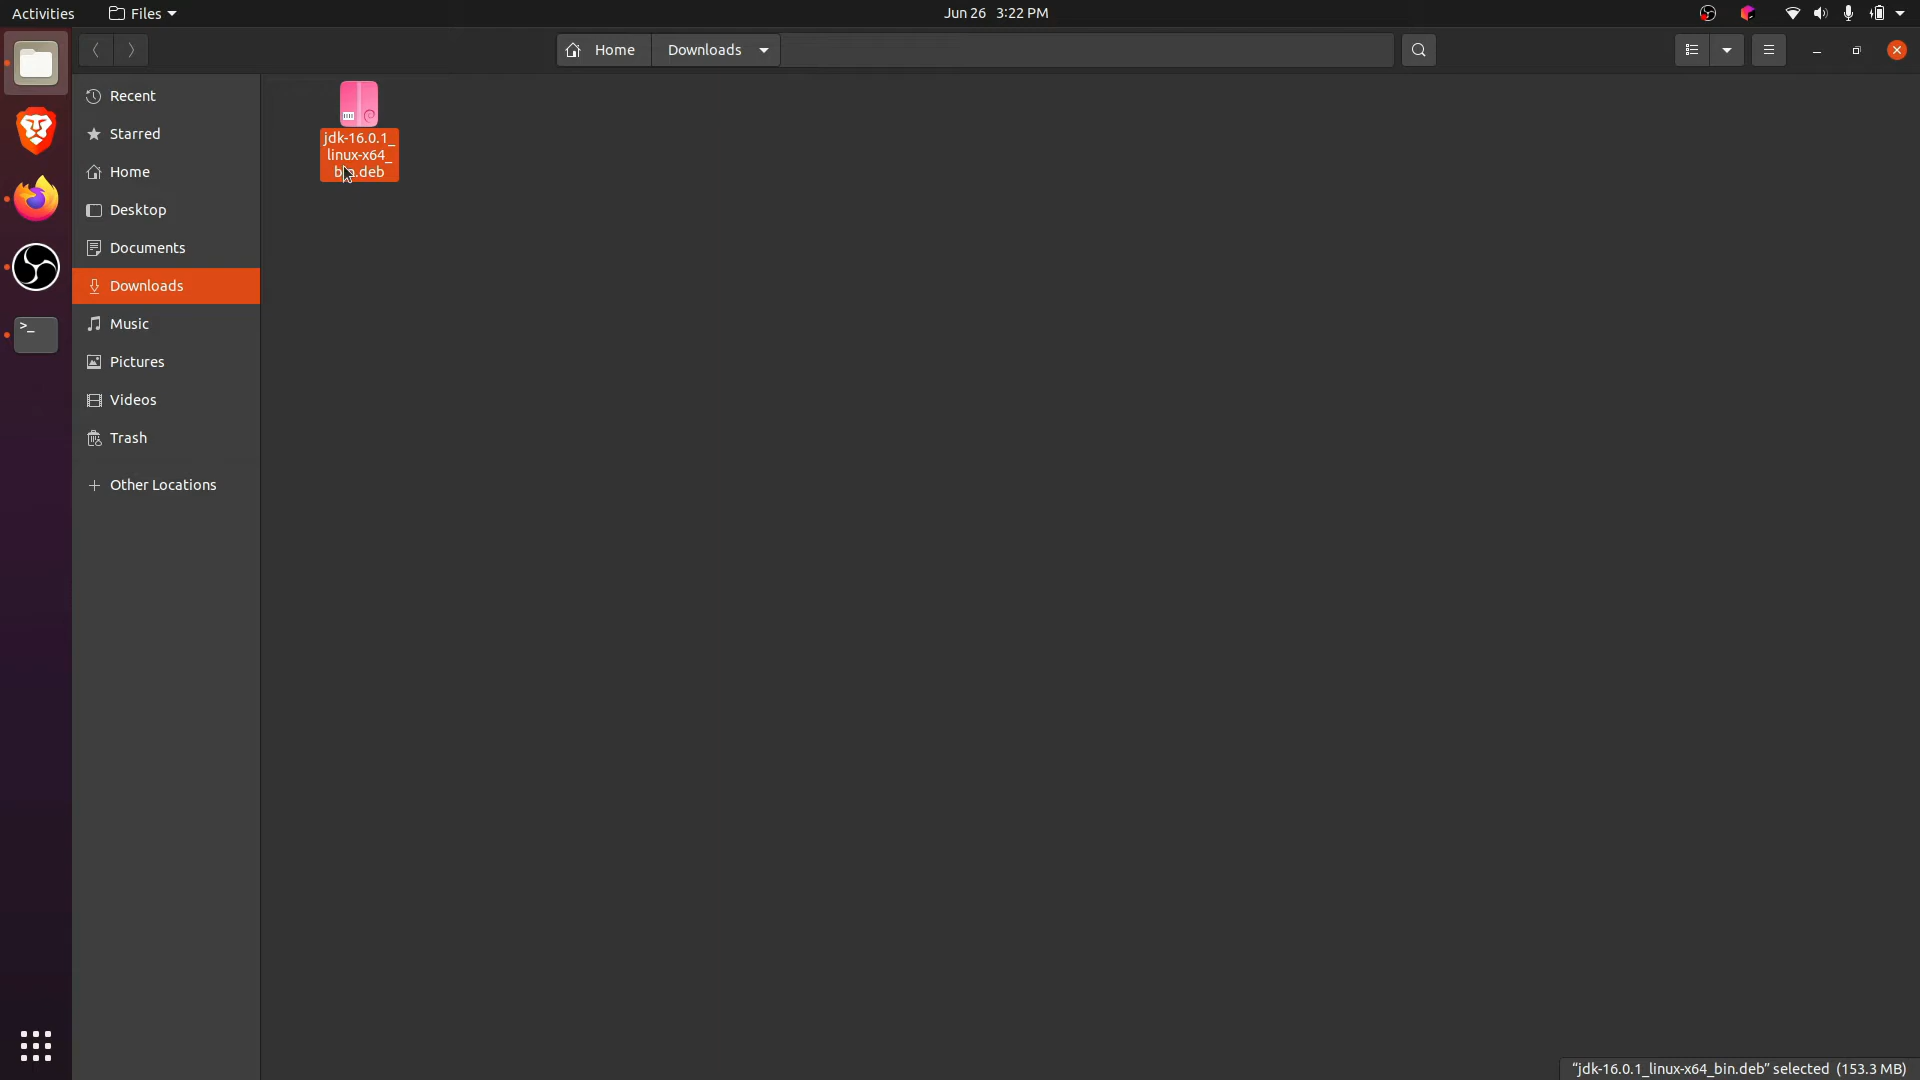 Activities
Files
Jun 26 3:22 PM
Home
Downloads
Recent
Starred
Home
Desktop
Documents
Downloads
Music
Pictures
Videos
Trash
Other Locations
jdk-16.0.1_
linux-x64_
bin.deb
>_
"jdk-16.0.1_linux-x64_bin.deb" selected (153.3 MB)